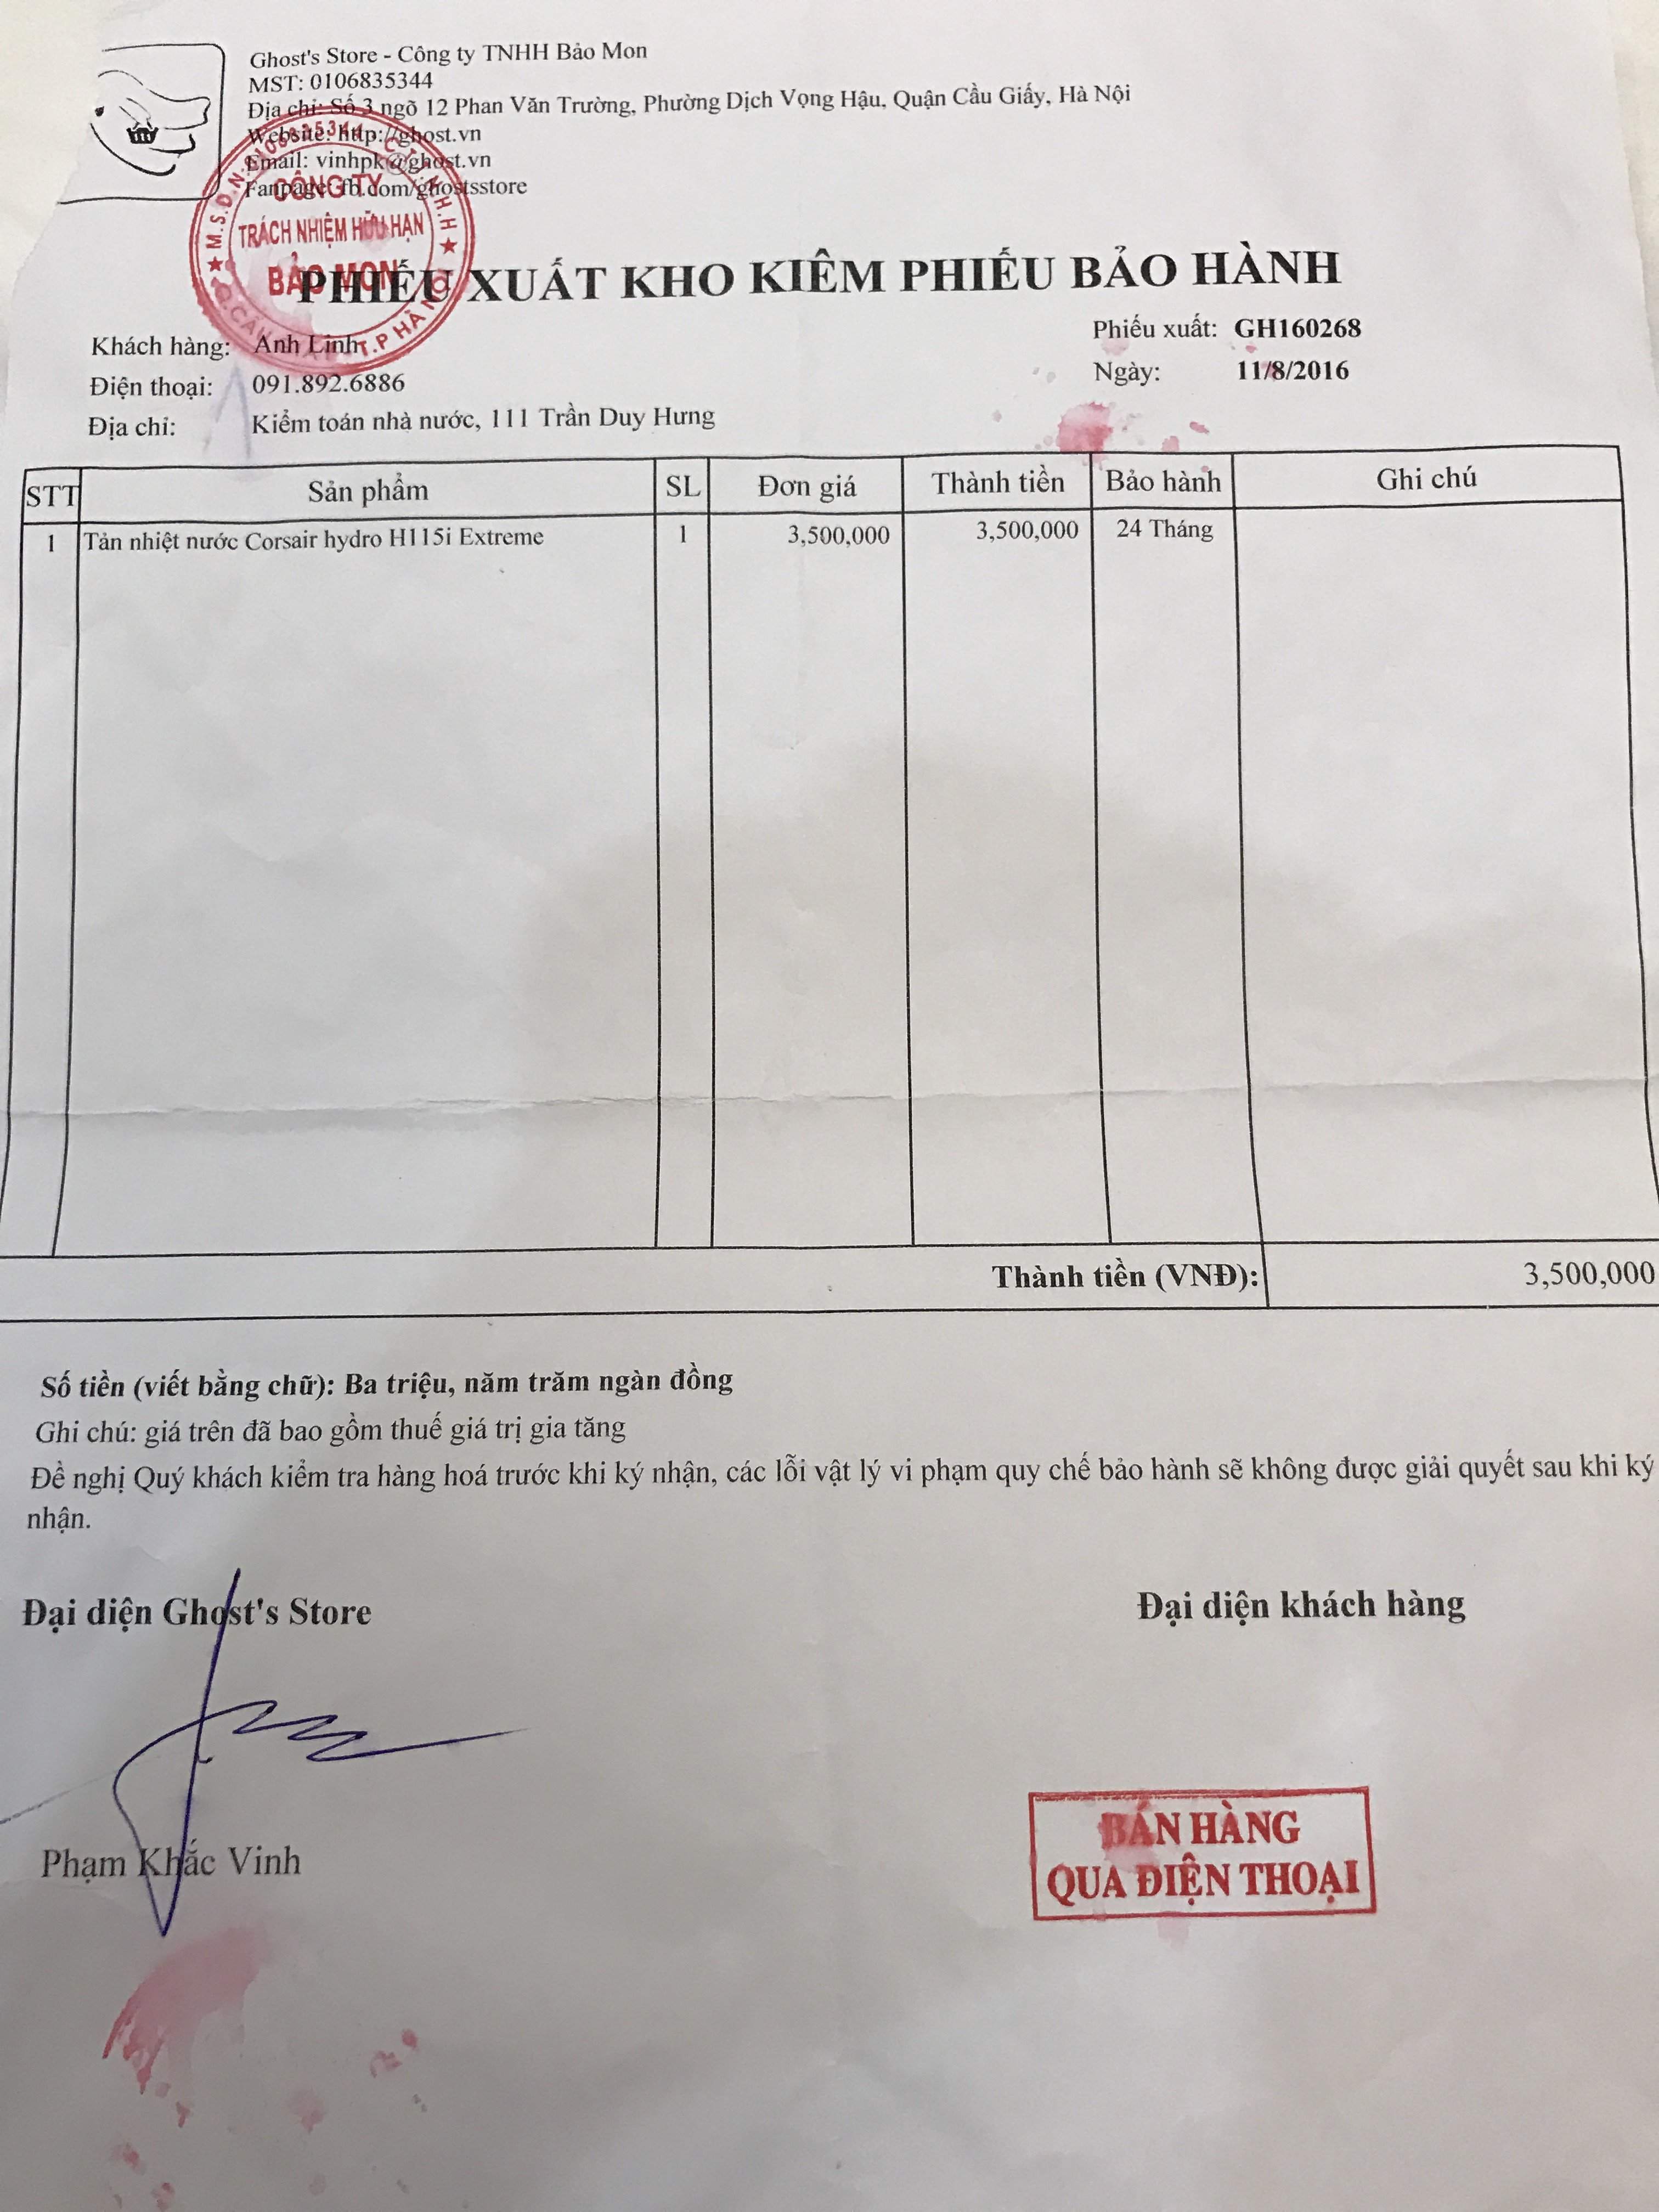 Ghost's Store - Công ty TNHH Bảo Mon
MST: 0106835344
Địa chỉ: Số 3 ngõ 12 Phan Văn Trường, Phường Dịch Vọng Hậu, Quận Cầu Giấy, Hà Nội
Website: http://ghost.vn
Email: vinhpk@ghost.vn
Fanpage: fb.com/ghostsstore
M.S.D.N: 0106835344 - C.T.T.N.H.H
CÔNG TY
TRÁCH NHIỆM HỮU HẠN
BẢO MON
T.P HÀ NỘI
PHIẾU XUẤT KHO KIÊM PHIẾU BẢO HÀNH
Phiếu xuất: GH160268
Ngày: 11/8/2016
Khách hàng: Anh Linh
Điện thoại: 091.892.6886
Địa chỉ: Kiểm toán nhà nước, 111 Trần Duy Hưng
STT Sản phẩm SL Đơn giá Thành tiền Bảo hành Ghi chú
1 Tản nhiệt nước Corsair hydro H115i Extreme 1 3,500,000 3,500,000 24 Tháng
Thành tiền (VNĐ): 3,500,000
Số tiền (viết bằng chữ): Ba triệu, năm trăm ngàn đồng
Ghi chú: giá trên đã bao gồm thuế giá trị gia tăng
Đề nghị Quý khách kiểm tra hàng hoá trước khi ký nhận, các lỗi vật lý vi phạm quy chế bảo hành sẽ không được giải quyết sau khi ký
nhận.
Đại diện Ghost's Store Đại diện khách hàng
Phạm Khắc Vinh
BÁN HÀNG
QUA ĐIỆN THOẠI